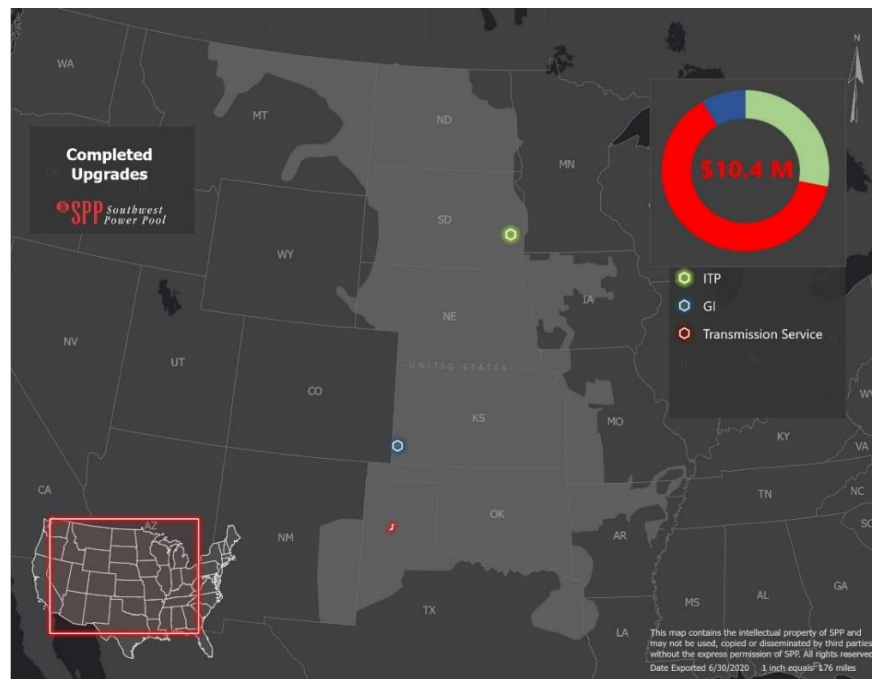 WA
MT
ND
MN
Completed
Upgrades
SPP Southwest
Power Pool
N
$10.4 M
SD
WY
ITP
IA
GI
NE
Transmission Service
NV
UT
UNITED STATES
CO
KS
MO
KY
WV
VA
CA
AZ
NM
OK
TN
NC
AR
SC
TX
MS
AL
GA
LA
This map contains the intellectual property of SPP and
may not be used, copied or disseminated by third parties
without the express permission of SPP. All rights reserved
Date Exported 6/30/2020 1 inch equals 176 miles